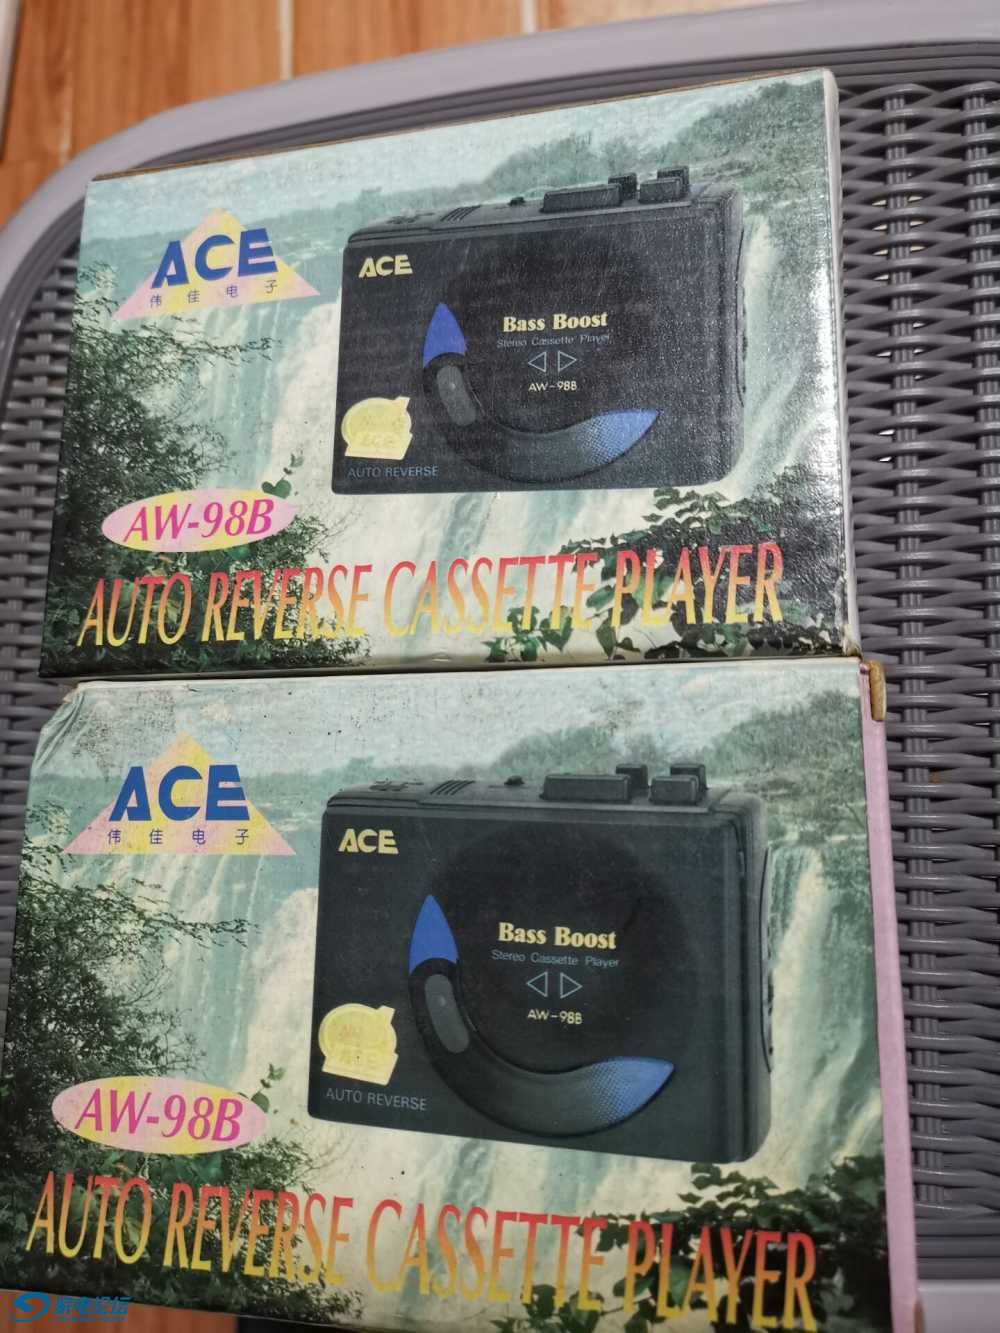 ACE
伟佳电子
ACE
Bass Boost
Stereo Cassette Player
AW-98B
AUTO REVERSE
AW-98B
AUTO REVERSE CASSETTE PLAYER
ACE
伟佳电子
ACE
Bass Boost
Stereo Cassette Player
AW-98B
AUTO REVERSE
AW-98B
AUTO REVERSE CASSETTE PLAYER
家电论坛